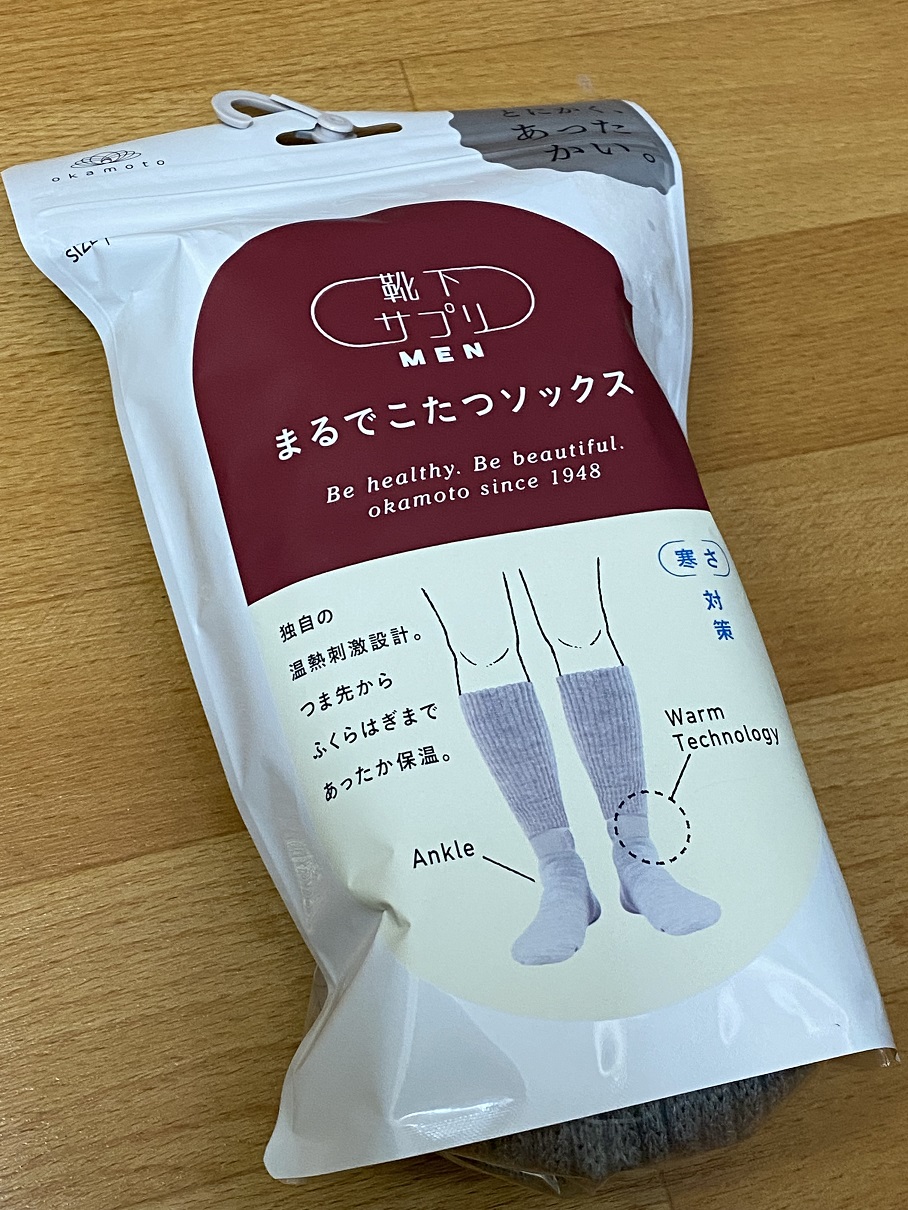 okamoto
とにかく、
あった
かい。
靴下
サプリ
MEN
まるでこたつソックス
Be healthy. Be beautiful.
okamoto since 1948
寒さ
対
策
独自の
温熱刺激設計。
つま先から
ふくらはぎまで
あったか保温。
Warm
Technology
Ankle